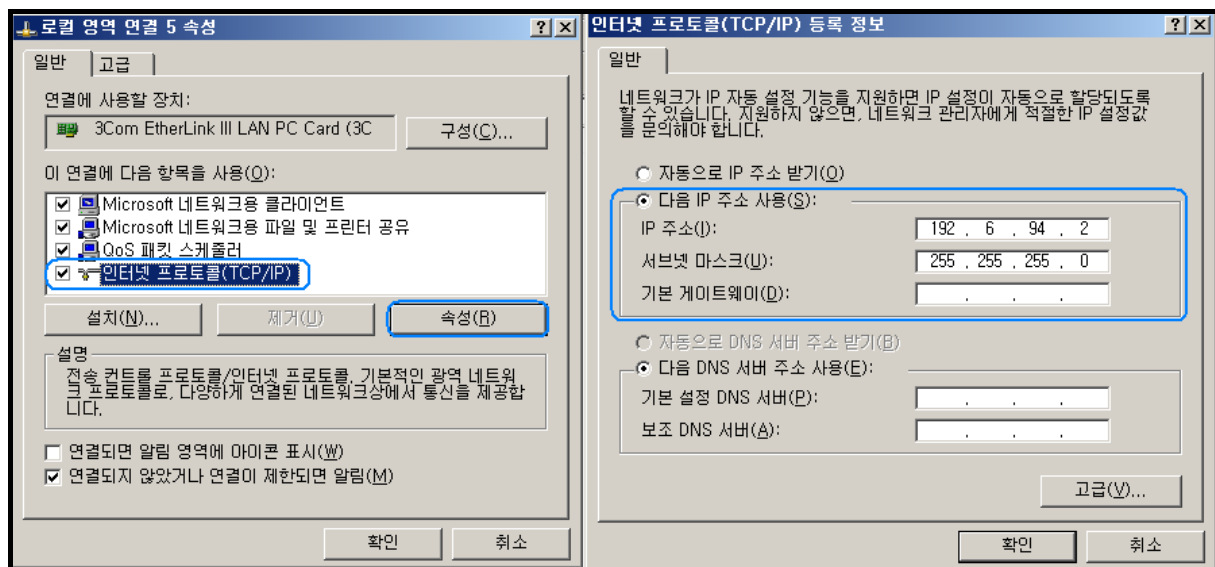 로컬 영역 연결 5 속성
일반
고급
연결에 사용할 장치:
3Com EtherLink III LAN PC Card (3C
구성(C)...
이 연결에 다음 항목을 사용(O):
Microsoft 네트워크용 클라이언트
Microsoft 네트워크용 파일 및 프린터 공유
QoS 패킷 스케줄러
인터넷 프로토콜(TCP/IP)
설치(N)...
제거(U)
속성(R)
설명
전송 컨트롤 프로토콜/인터넷 프로토콜. 기본적인 광역 네트워
크 프로토콜로, 다양하게 연결된 네트워크상에서 통신을 제공합
니다.
연결되면 알림 영역에 아이콘 표시(W)
연결되지 않았거나 연결이 제한되면 알림(M)
확인
취소
인터넷 프로토콜(TCP/IP) 등록 정보
일반
네트워크가 IP 자동 설정 기능을 지원하면 IP 설정이 자동으로 할당되도록
할 수 있습니다. 지원하지 않으면, 네트워크 관리자에게 적절한 IP 설정값
을 문의해야 합니다.
자동으로 IP 주소 받기(O)
다음 IP 주소 사용(S):
IP 주소(I): 192 . 6 . 94 . 2
서브넷 마스크(U): 255 . 255 . 255 . 0
기본 게이트웨이(D): . . .
자동으로 DNS 서버 주소 받기(B)
다음 DNS 서버 주소 사용(E):
기본 설정 DNS 서버(P): . . .
보조 DNS 서버(A): . . .
고급(V)...
확인
취소